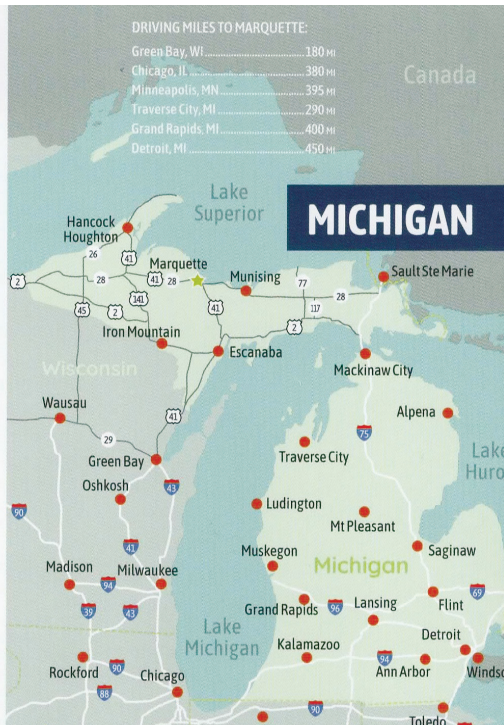 DRIVING MILES TO MARQUETTE:
Green Bay, WI 180 MI
Chicago, IL 380 MI
Minneapolis, MN 395 MI
Traverse City, MI 290 MI
Grand Rapids, MI 400 MI
Detroit, MI 450 MI
Canada
Lake
Superior
MICHIGAN
Hancock
Houghton
26
41
Marquette
2
28
41
28
Munising
77
28
Sault Ste Marie
141
45
2
41
117
2
Iron Mountain
Escanaba
Mackinaw City
Wisconsin
Wausau
41
Alpena
29
75
Lake
Huro
Green Bay
Traverse City
Oshkosh
43
90
Ludington
Mt Pleasant
41
Saginaw
Muskegon
Michigan
Madison
94
Milwaukee
69
39
43
Grand Rapids
96
Lansing
Flint
Lake
Michigan
Detroit
Kalamazoo
94
Ann Arbor
Windso
Rockford
90
88
Chicago
90
Toledo